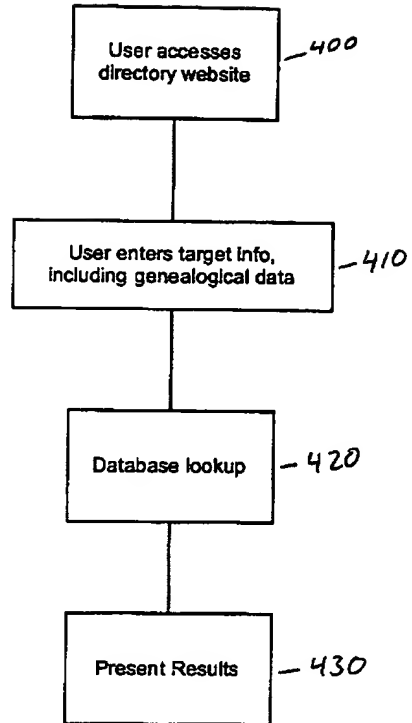 User accesses
directory website
400
User enters target info,
including genealogical data
410
Database lookup
420
Present Results
430